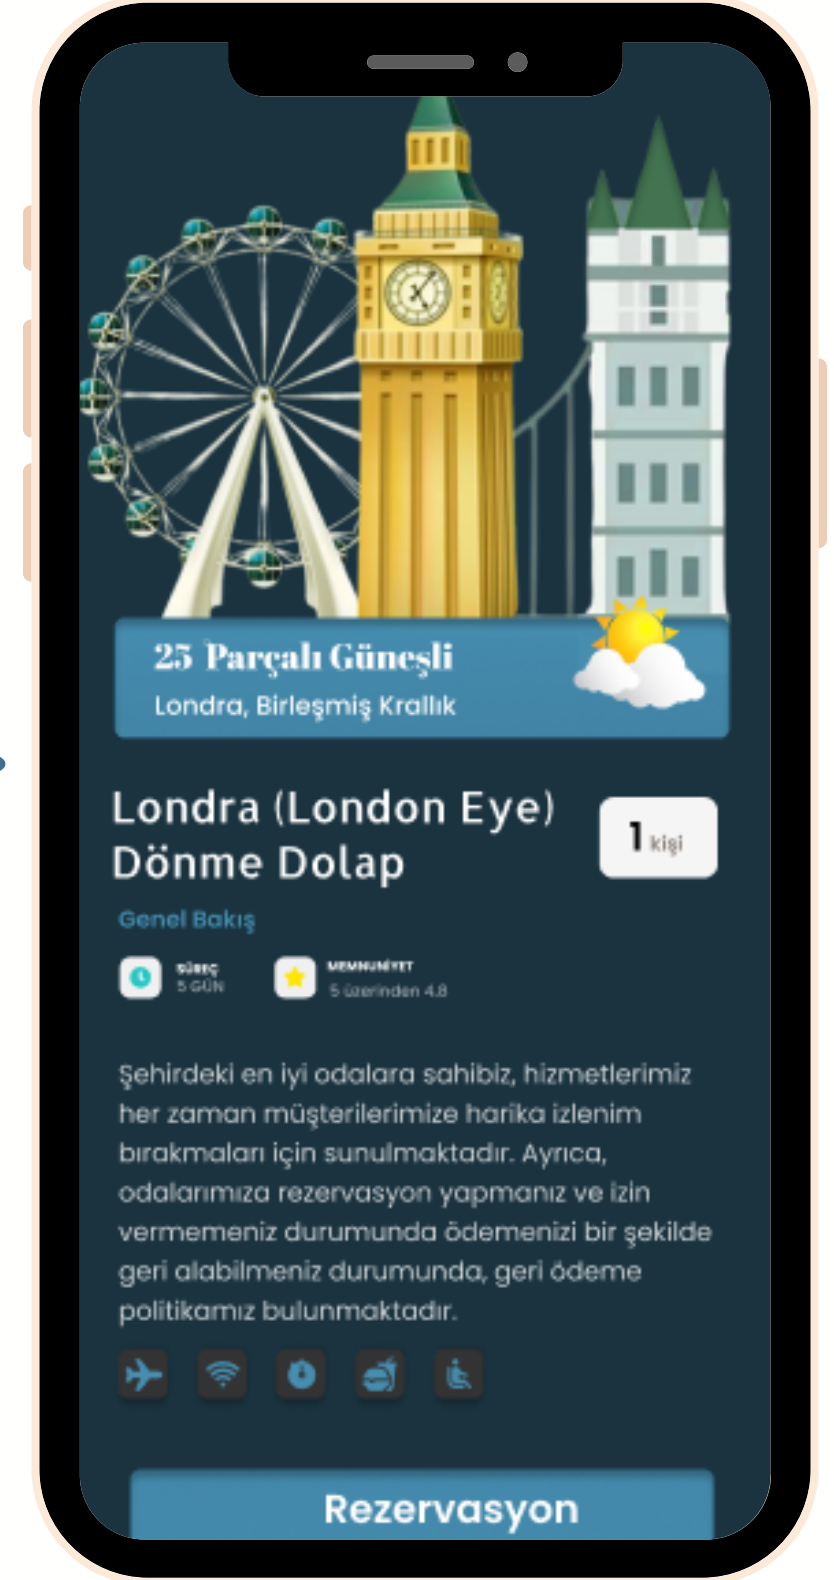 25 Parçalı Güneşli
Londra, Birleşmiş Krallık
Londra (London Eye)
Dönme Dolap
1 kişi
Genel Bakış
SÜREÇ
5 GÜN
MEMNUNİYET
5 üzerinden 4.8
Şehirdeki en iyi odalara sahibiz, hizmetlerimiz
her zaman müşterilerimize harika izlenim
bırakmaları için sunulmaktadır. Ayrıca,
odalarımıza rezervasyon yapmanız ve izin
vermemeniz durumunda ödemenizi bir şekilde
geri alabilmeniz durumunda, geri ödeme
politikamız bulunmaktadır.
Rezervasyon